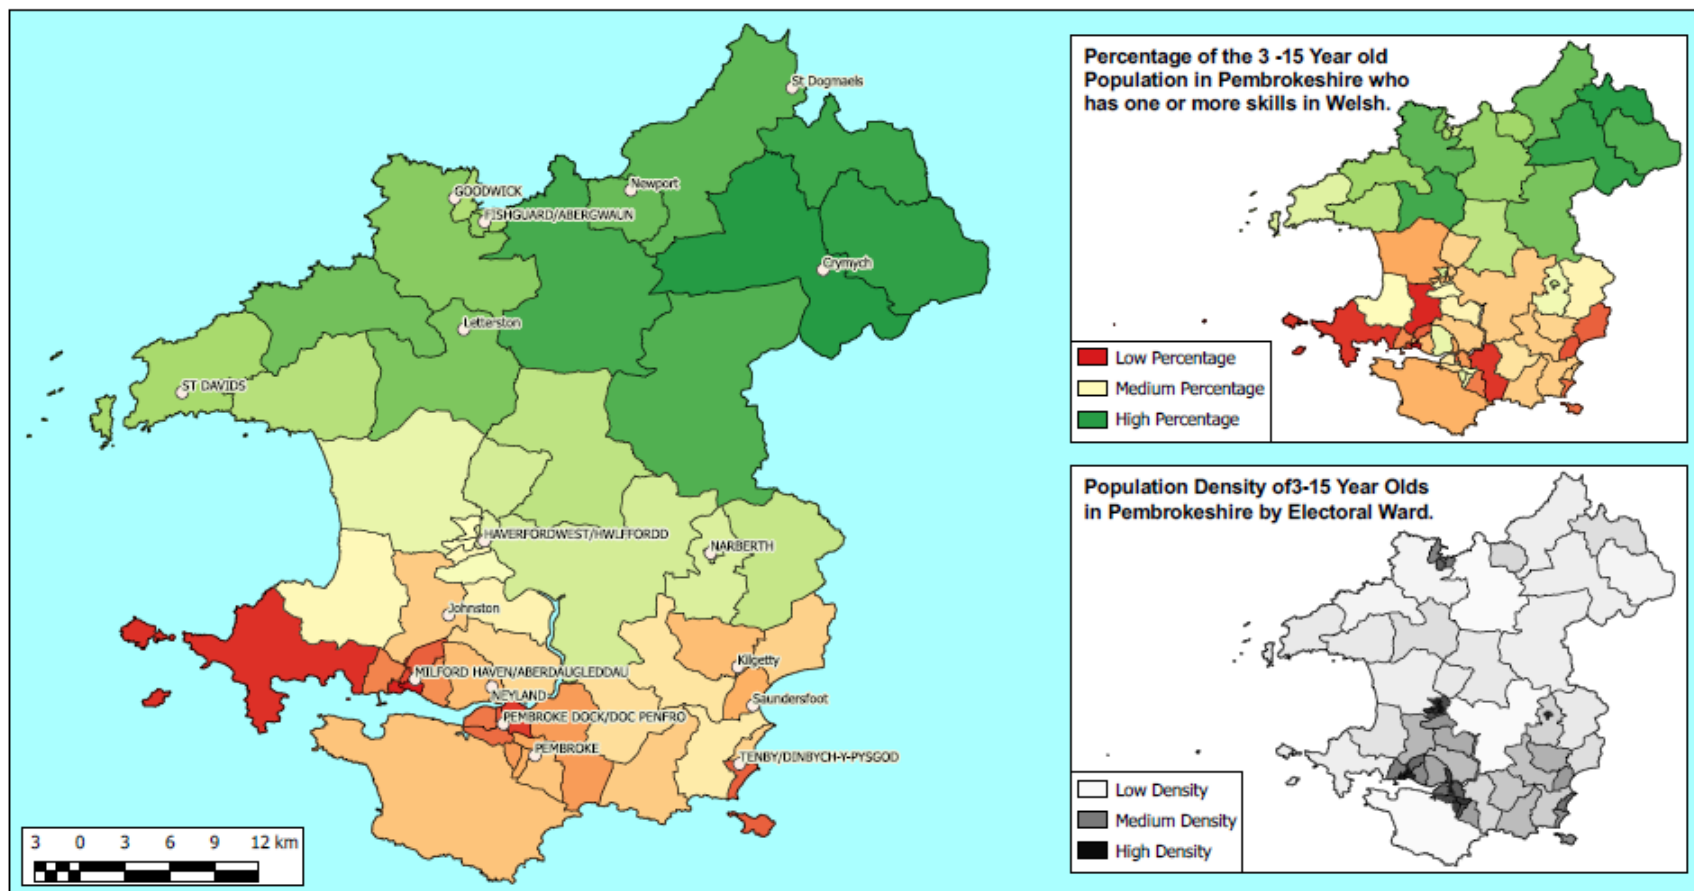 St Dogmaels
GOODWICK
Newport
FISHGUARD/ABERGWAUN
Crymych
Letterston
ST DAVIDS
HAVERFORDWEST/HWLFFORDD
NARBERTH
Johnston
Kilgetty
MILFORD HAVEN/ABERDAUGLEDDAU
NEYLAND
Saundersfoot
PEMBROKE DOCK/DOC PENFRO
PEMBROKE
TENBY/DINBYCH-Y-PYSGOD
3 0 3 6 9 12 km
Percentage of the 3 -15 Year old
Population in Pembrokeshire who
has one or more skills in Welsh.
Low Percentage
Medium Percentage
High Percentage
Population Density of3-15 Year Olds
in Pembrokeshire by Electoral Ward.
Low Density
Medium Density
High Density